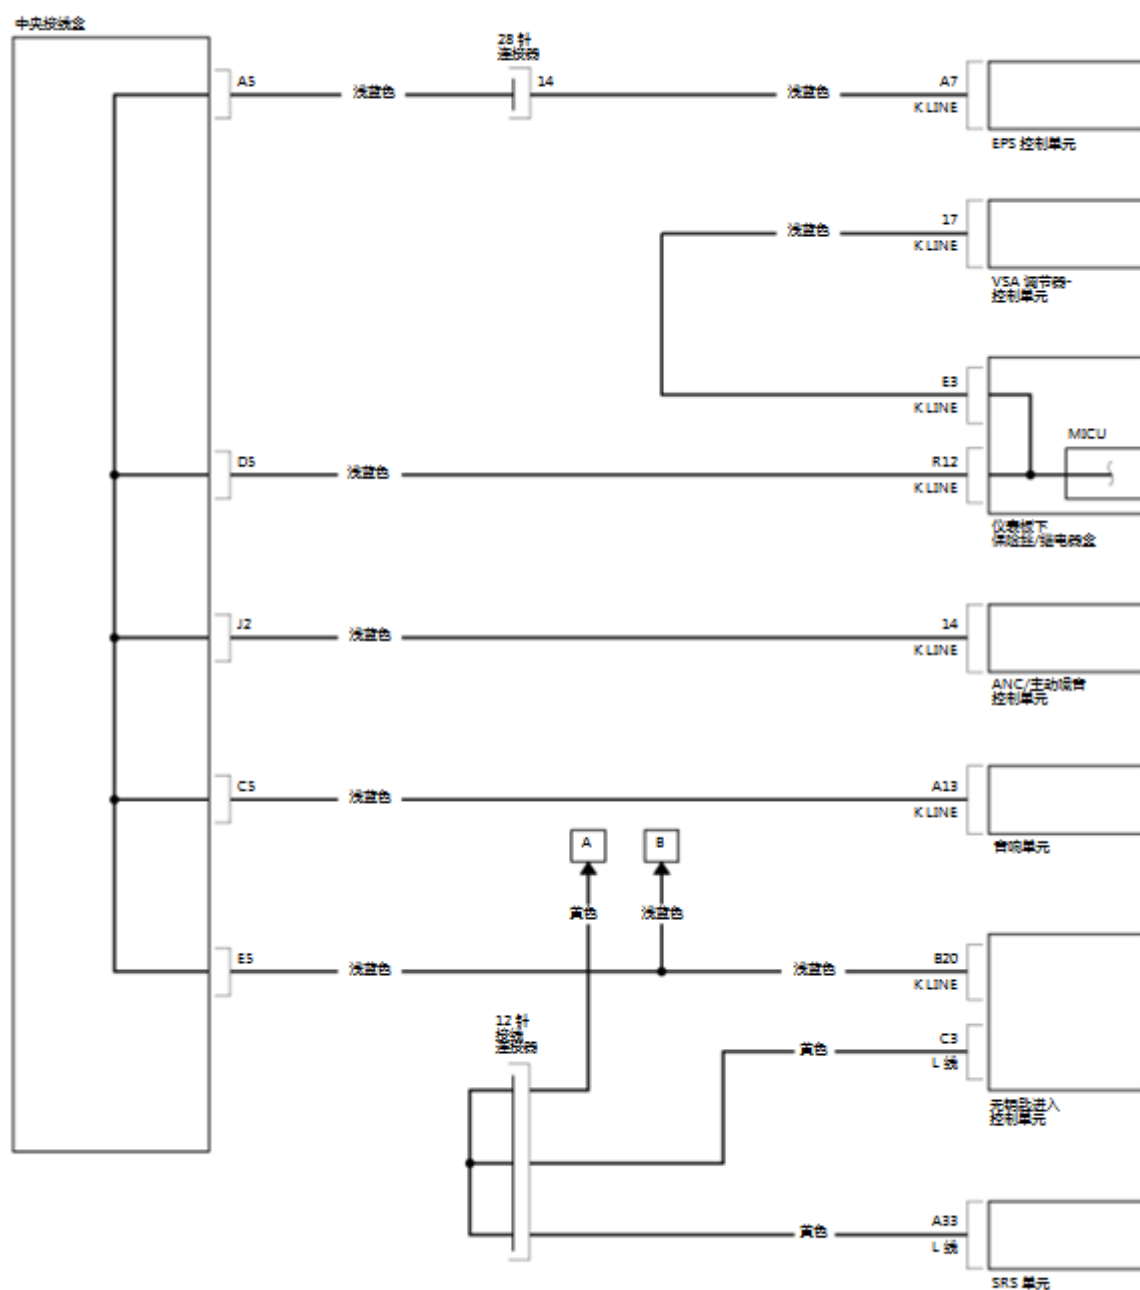 中央接线盒
28 针
连接器
A5
浅蓝色
14
浅蓝色
A7
K LINE
EPS 控制单元
浅蓝色
17
K LINE
VSA 调节器-
控制单元
E3
K LINE
MICU
D5
浅蓝色
R12
K LINE
仪表板下
保险丝/继电器盒
J2
浅蓝色
14
K LINE
ANC/主动噪音
控制单元
C5
浅蓝色
A13
K LINE
音响单元
A
B
黄色
浅蓝色
E5
浅蓝色
浅蓝色
B20
K LINE
12 针
接线
连接器
黄色
C3
L 线
无钥匙进入
控制单元
黄色
A33
L 线
SRS 单元